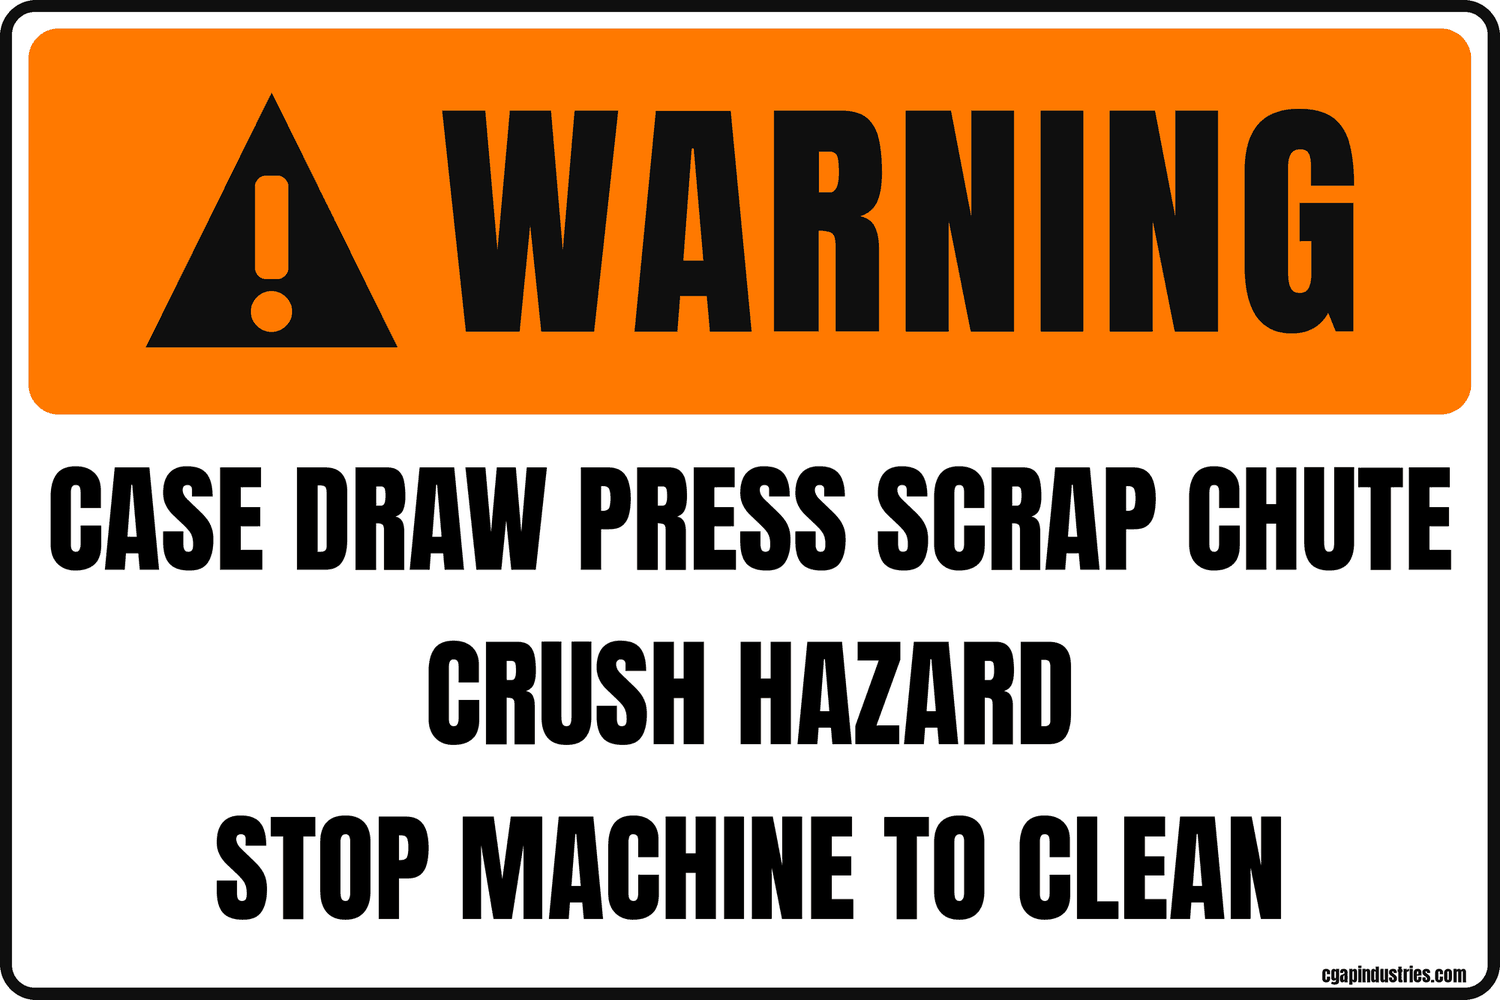 WARNING
CASE DRAW PRESS SCRAP CHUTE
CRUSH HAZARD
STOP MACHINE TO CLEAN
cgapindustries.com